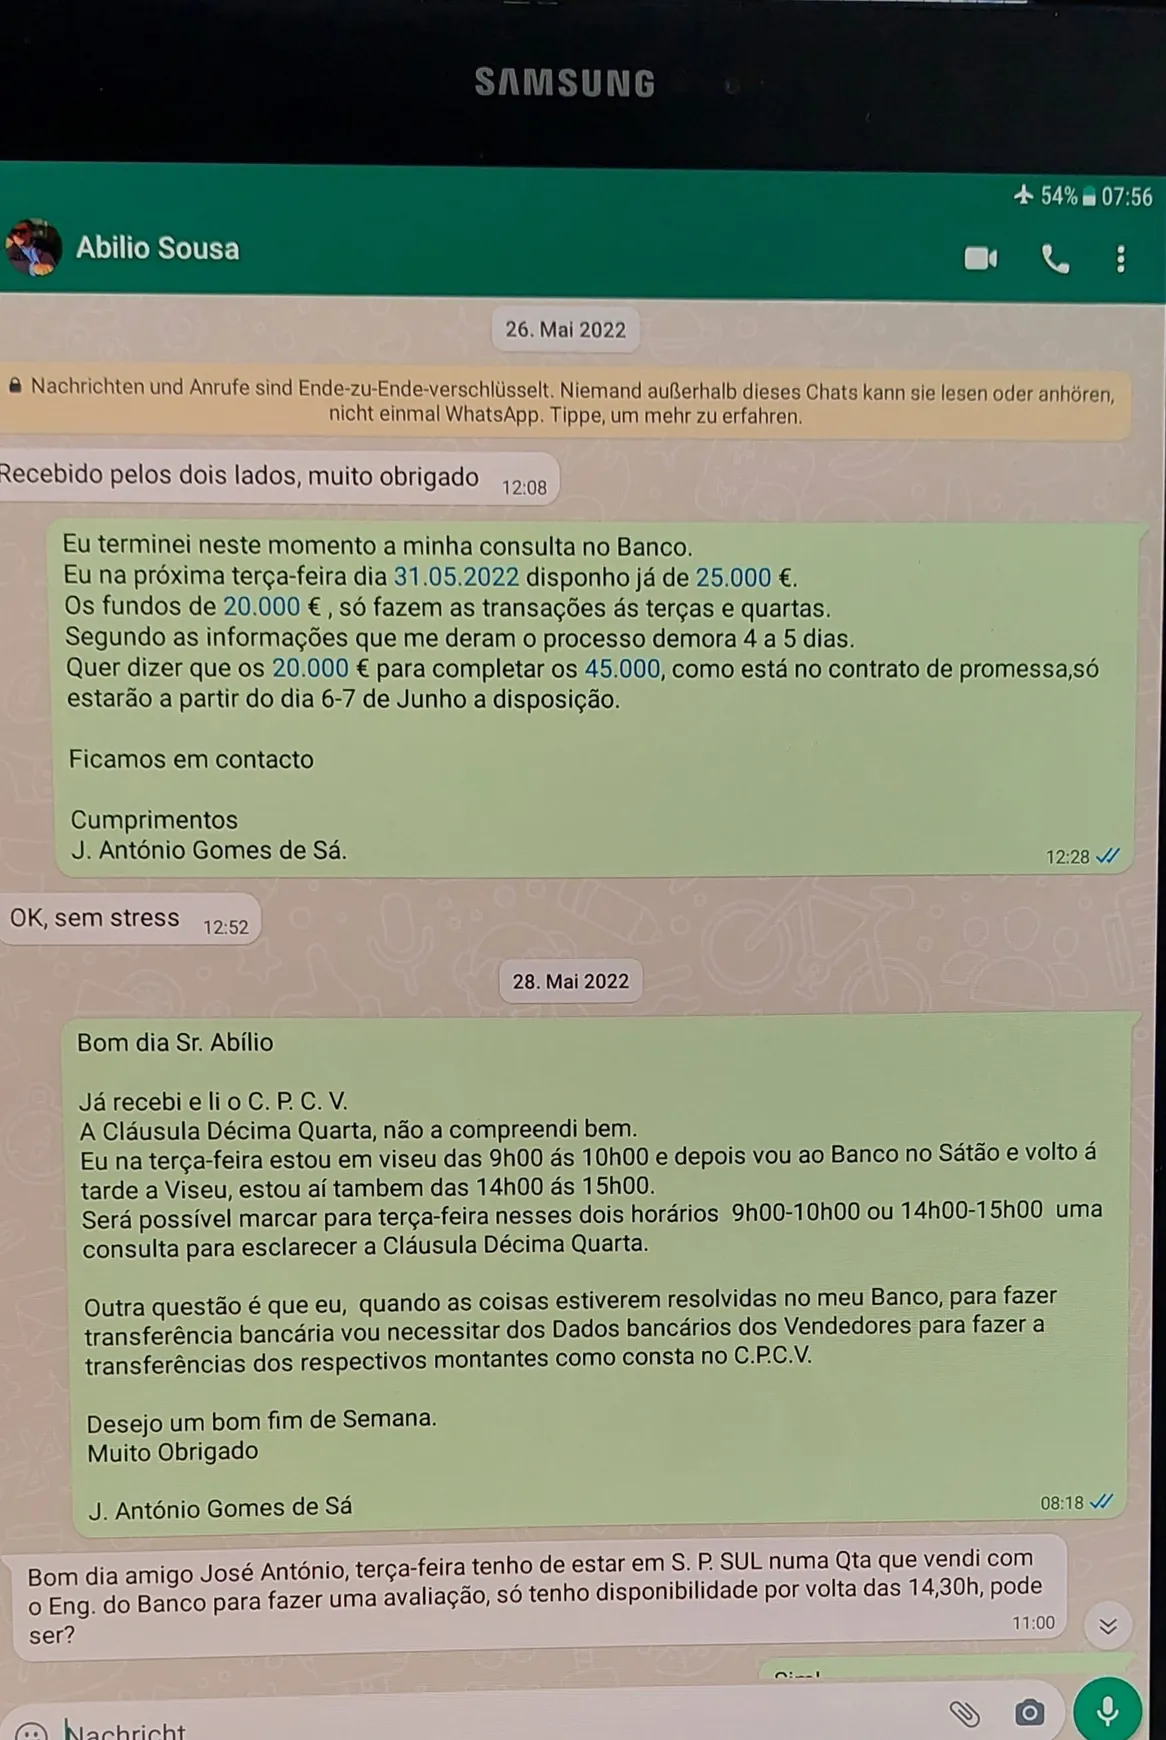 SAMSUNG
54% 07:56
Abilio Sousa
26. Mai 2022
Nachrichten und Anrufe sind Ende-zu-Ende-verschlüsselt. Niemand außerhalb dieses Chats kann sie lesen oder anhören,
nicht einmal WhatsApp. Tippe, um mehr zu erfahren.
Recebido pelos dois lados, muito obrigado 12:08
Eu terminei neste momento a minha consulta no Banco.
Eu na próxima terça-feira dia 31.05.2022 disponho já de 25.000 €.
Os fundos de 20.000 € , só fazem as transações ás terças e quartas.
Segundo as informações que me deram o processo demora 4 a 5 dias.
Quer dizer que os 20.000 € para completar os 45.000, como está no contrato de promessa,só
estarão a partir do dia 6-7 de Junho a disposição.
Ficamos em contacto
Cumprimentos
J. António Gomes de Sá.
12:28
OK, sem stress 12:52
28. Mai 2022
Bom dia Sr. Abílio
Já recebi e li o C. P. C. V.
A Cláusula Décima Quarta, não a compreendi bem.
Eu na terça-feira estou em viseu das 9h00 ás 10h00 e depois vou ao Banco no Sátão e volto á
tarde a Viseu, estou aí tambem das 14h00 ás 15h00.
Será possível marcar para terça-feira nesses dois horários 9h00-10h00 ou 14h00-15h00 uma
consulta para esclarecer a Cláusula Décima Quarta.
Outra questão é que eu, quando as coisas estiverem resolvidas no meu Banco, para fazer
transferência bancária vou necessitar dos Dados bancários dos Vendedores para fazer a
transferências dos respectivos montantes como consta no C.P.C.V.
Desejo um bom fim de Semana.
Muito Obrigado
J. António Gomes de Sá
08:18
Bom dia amigo José António, terça-feira tenho de estar em S. P. SUL numa Qta que vendi com
o Eng. do Banco para fazer uma avaliação, só tenho disponibilidade por volta das 14,30h, pode
ser?
11:00
Nachricht